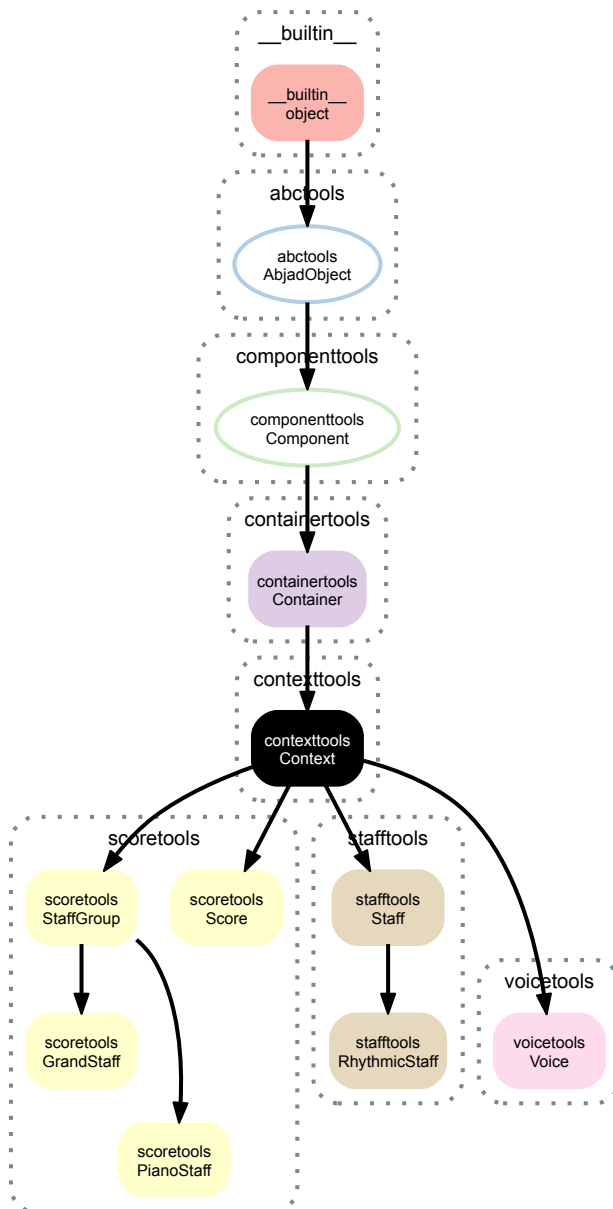 __builtin__
__builtin__
object
abctools
abctools
AbjadObject
componenttools
componenttools
Component
containertools
containertools
Container
contexttools
contexttools
Context
scoretools
stafftools
scoretools
StaffGroup
scoretools
Score
stafftools
Staff
voicetools
scoretools
GrandStaff
stafftools
RhythmicStaff
voicetools
Voice
scoretools
PianoStaff